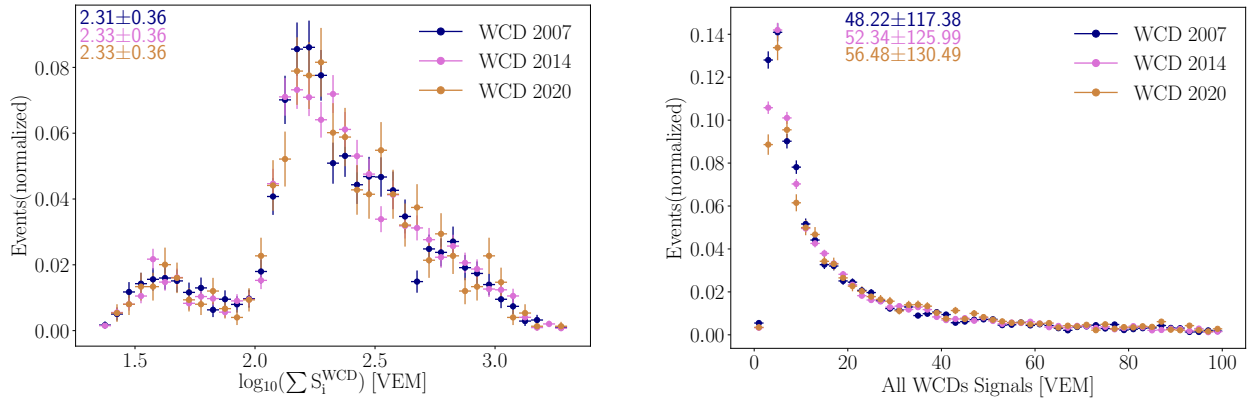 2.31±0.36
2.33±0.36
2.33±0.36
WCD 2007
WCD 2014
WCD 2020
Events(normalized)
0.08
0.06
0.04
0.02
0.00
1.5 2.0 2.5 3.0
log₁₀(∑ Sᵢᵂᶜᴰ) [VEM]
48.22±117.38
52.34±125.99
56.48±130.49
WCD 2007
WCD 2014
WCD 2020
Events(normalized)
0.14
0.12
0.10
0.08
0.06
0.04
0.02
0.00
0 20 40 60 80 100
All WCDs Signals [VEM]